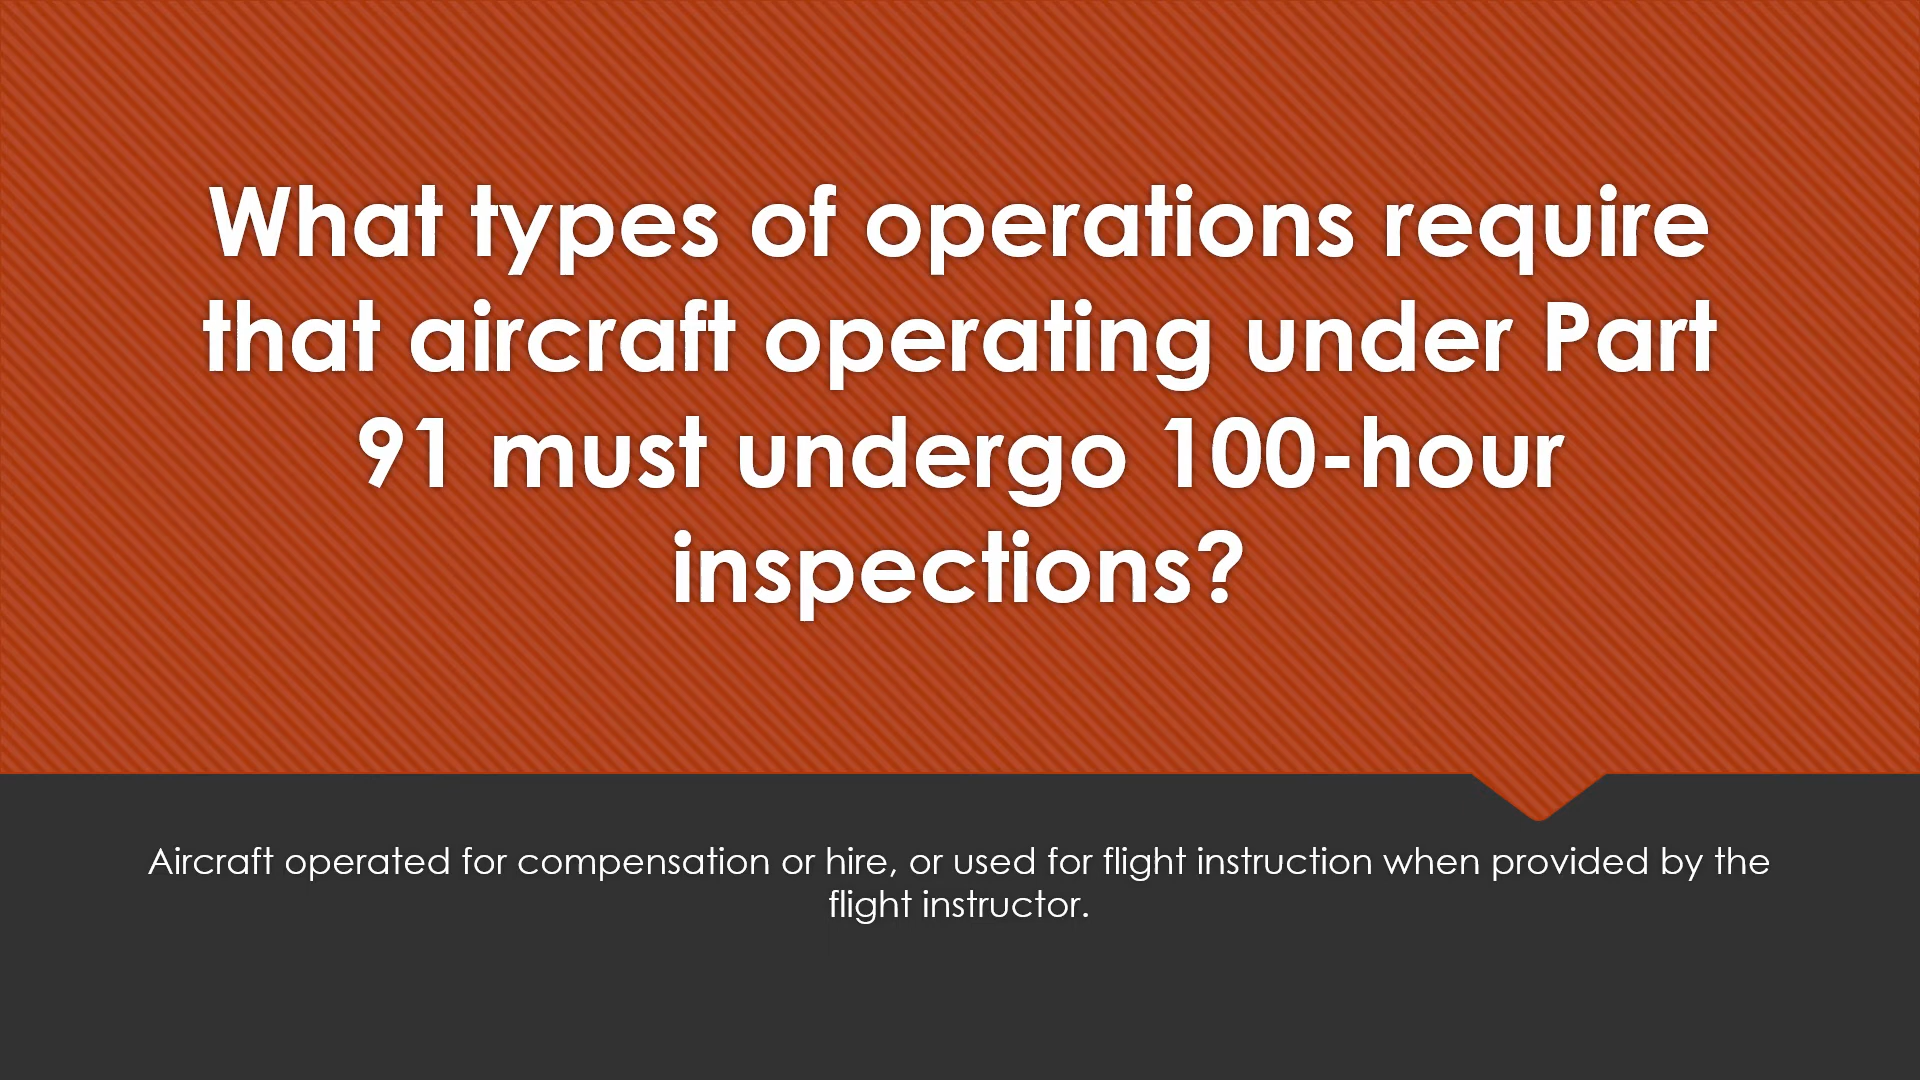 What types of operations require
that aircraft operating under Part
91 must undergo 100-hour
inspections?
Aircraft operated for compensation or hire, or used for flight instruction when provided by the
flight instructor.